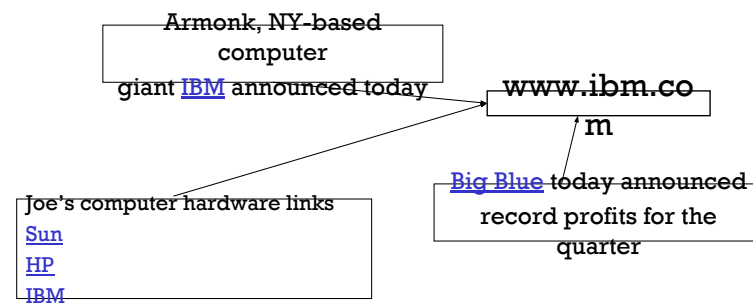 Armonk, NY-based
computer
giant IBM announced today
www.ibm.co
m
Big Blue today announced
record profits for the
quarter
Joe's computer hardware links
Sun
HP
IBM